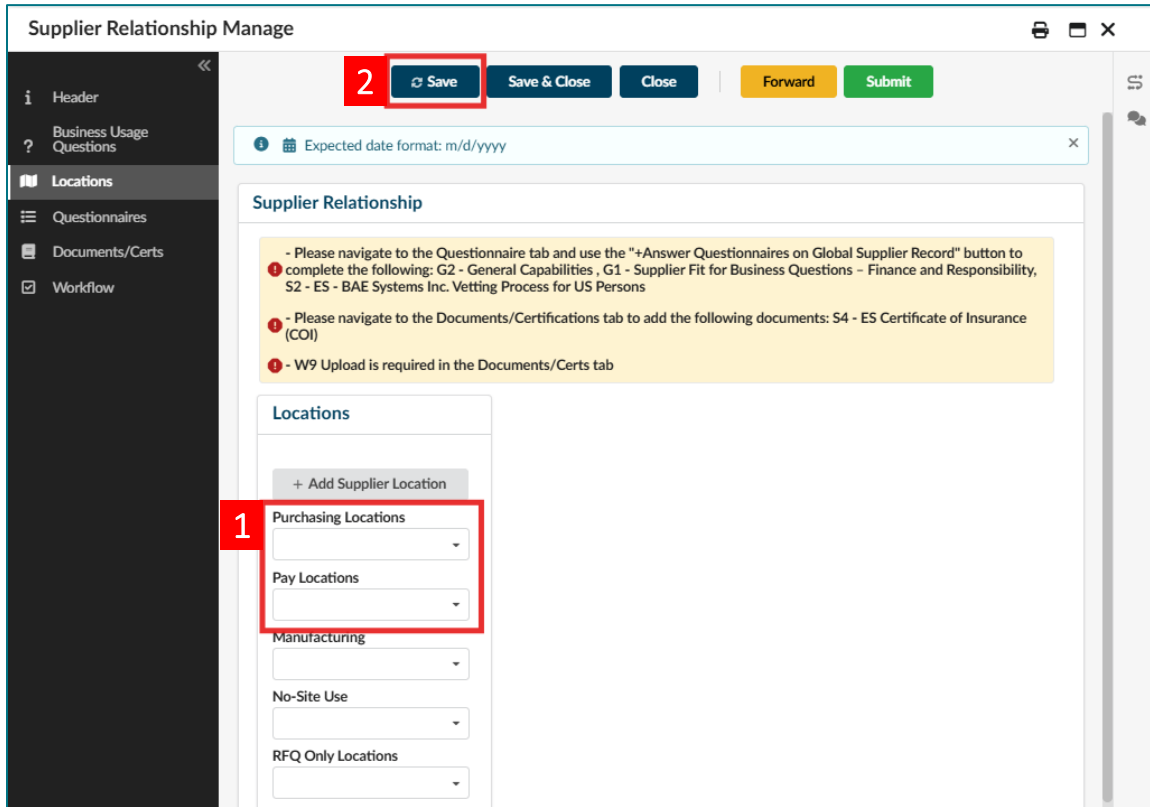 Supplier Relationship Manage
2
Save
Save & Close
Close
Forward
Submit
Header
Business Usage
Questions
Locations
Questionnaires
Documents/Certs
Workflow
Expected date format: m/d/yyyy
Supplier Relationship
- Please navigate to the Questionnaire tab and use the "+Answer Questionnaires on Global Supplier Record" button to
complete the following: G2 - General Capabilities , G1 - Supplier Fit for Business Questions – Finance and Responsibility,
S2 - ES - BAE Systems Inc. Vetting Process for US Persons
- Please navigate to the Documents/Certifications tab to add the following documents: S4 - ES Certificate of Insurance
(COI)
- W9 Upload is required in the Documents/Certs tab
Locations
+ Add Supplier Location
1
Purchasing Locations
Pay Locations
Manufacturing
No-Site Use
RFQ Only Locations